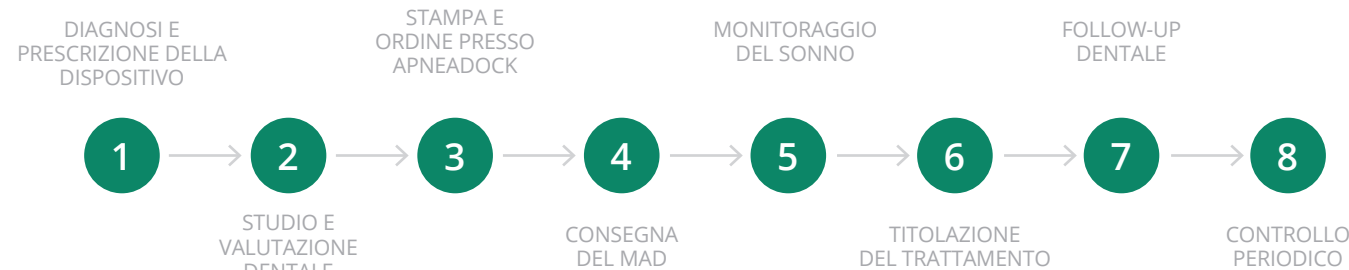 DIAGNOSI E
PRESCRIZIONE DELLA
DISPOSITIVO
STAMPA E
ORDINE PRESSO
APNEADOCK
MONITORAGGIO
DEL SONNO
FOLLOW-UP
DENTALE
1
2
3
4
5
6
7
8
STUDIO E
VALUTAZIONE
DENTALE
CONSEGNA
DEL MAD
TITOLAZIONE
DEL TRATTAMENTO
CONTROLLO
PERIODICO